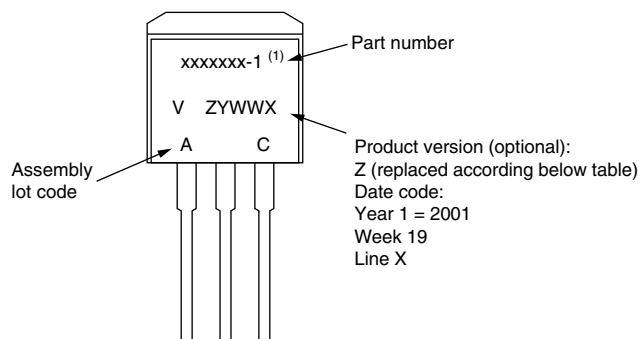 xxxxxxx-1 (1)
Part number
V ZYWWX
A C
Assembly
lot code
Product version (optional):
Z (replaced according below table)
Date code:
Year 1 = 2001
Week 19
Line X